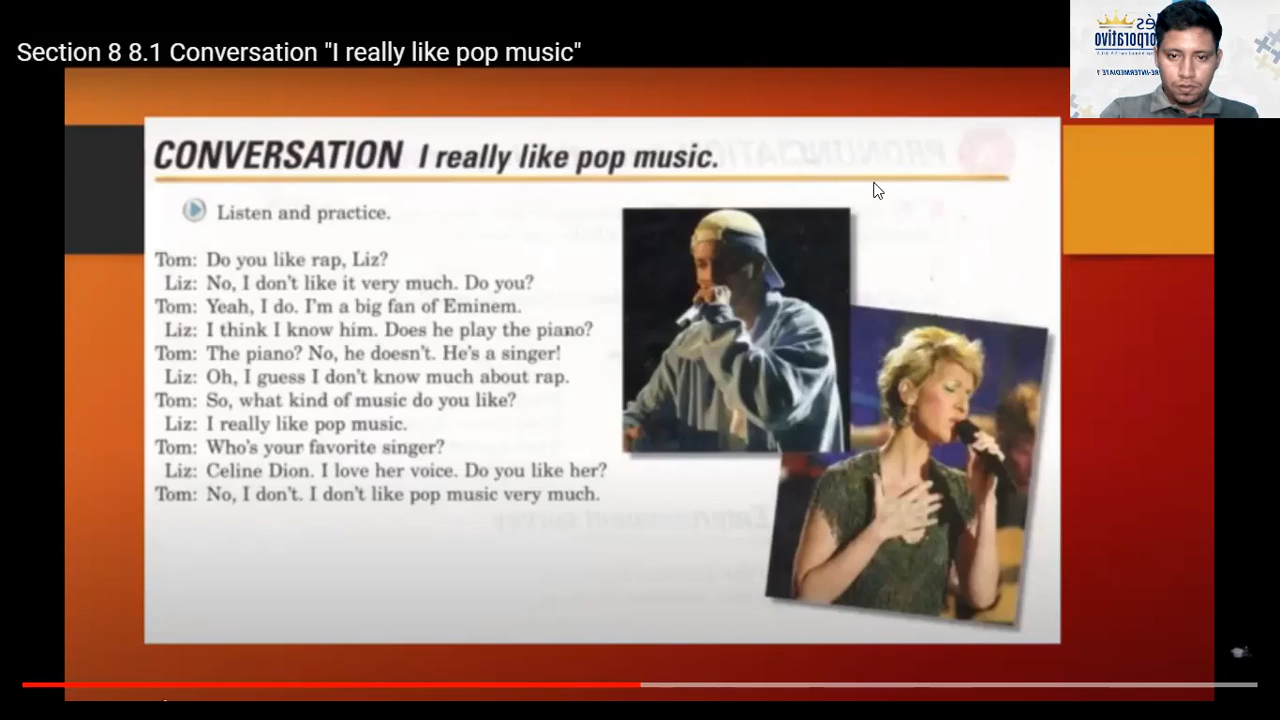 Section 8 8.1 Conversation "I really like pop music"
CONVERSATION I really like pop music.
Listen and practice.
Tom: Do you like rap, Liz?
Liz: No, I don't like it very much. Do you?
Tom: Yeah, I do. I'm a big fan of Eminem.
Liz: I think I know him. Does he play the piano?
Tom: The piano? No, he doesn't. He's a singer!
Liz: Oh, I guess I don't know much about rap.
Tom: So, what kind of music do you like?
Liz: I really like pop music.
Tom: Who's your favorite singer?
Liz: Celine Dion. I love her voice. Do you like her?
Tom: No, I don't. I don't like pop music very much.